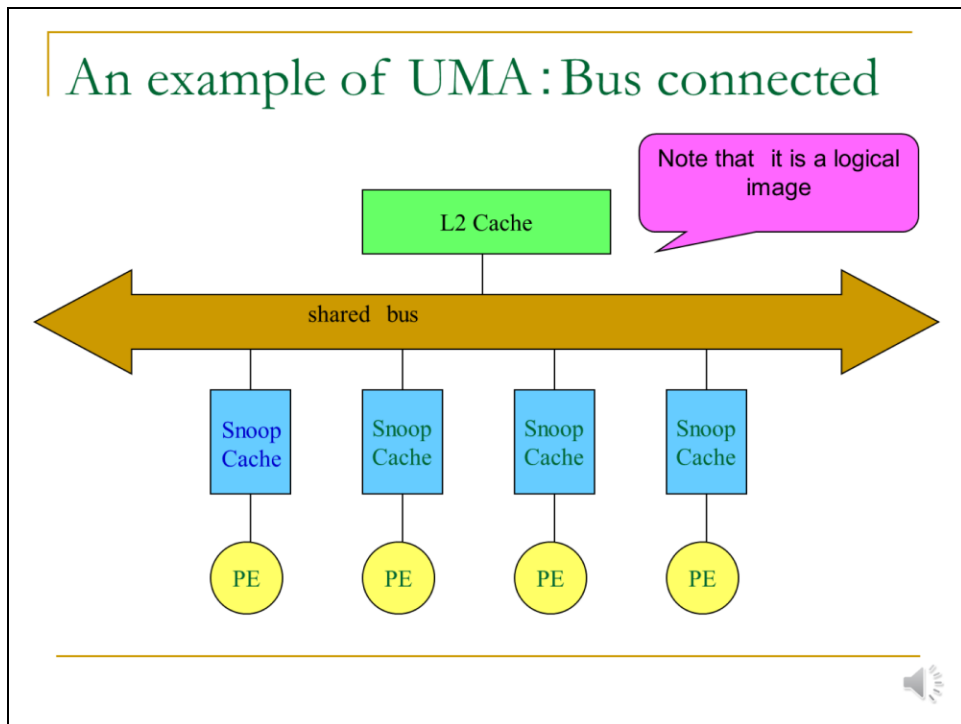 An example of UMA：Bus connected
Note that it is a logical
image
L2 Cache
shared bus
Snoop
Cache
Snoop
Cache
Snoop
Cache
Snoop
Cache
PE
PE
PE
PE